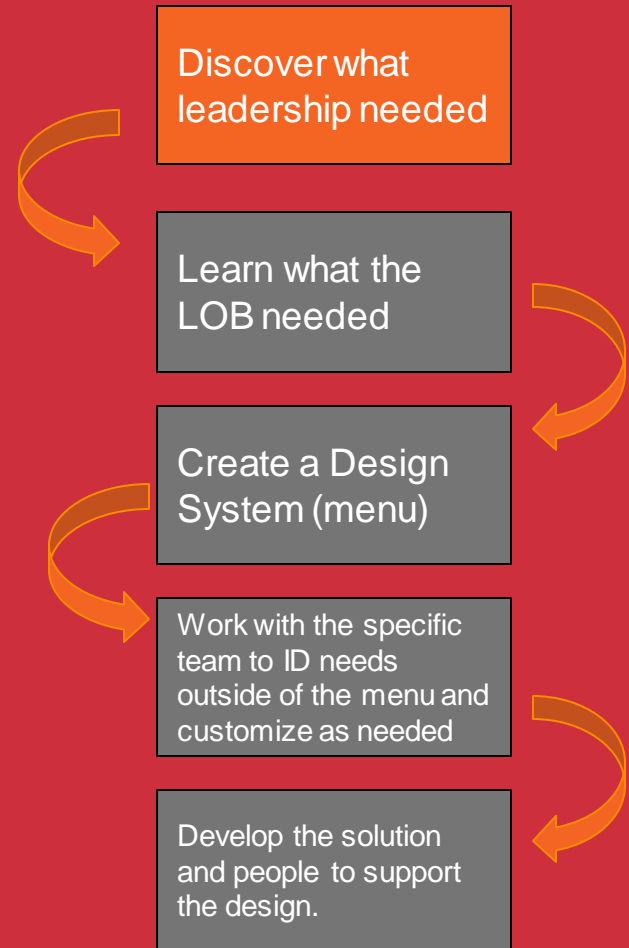 Discover what
leadership needed
Learn what the
LOB needed
Create a Design
System (menu)
Work with the specific
team to ID needs
outside of the menu and
customize as needed
Develop the solution
and people to support
the design.